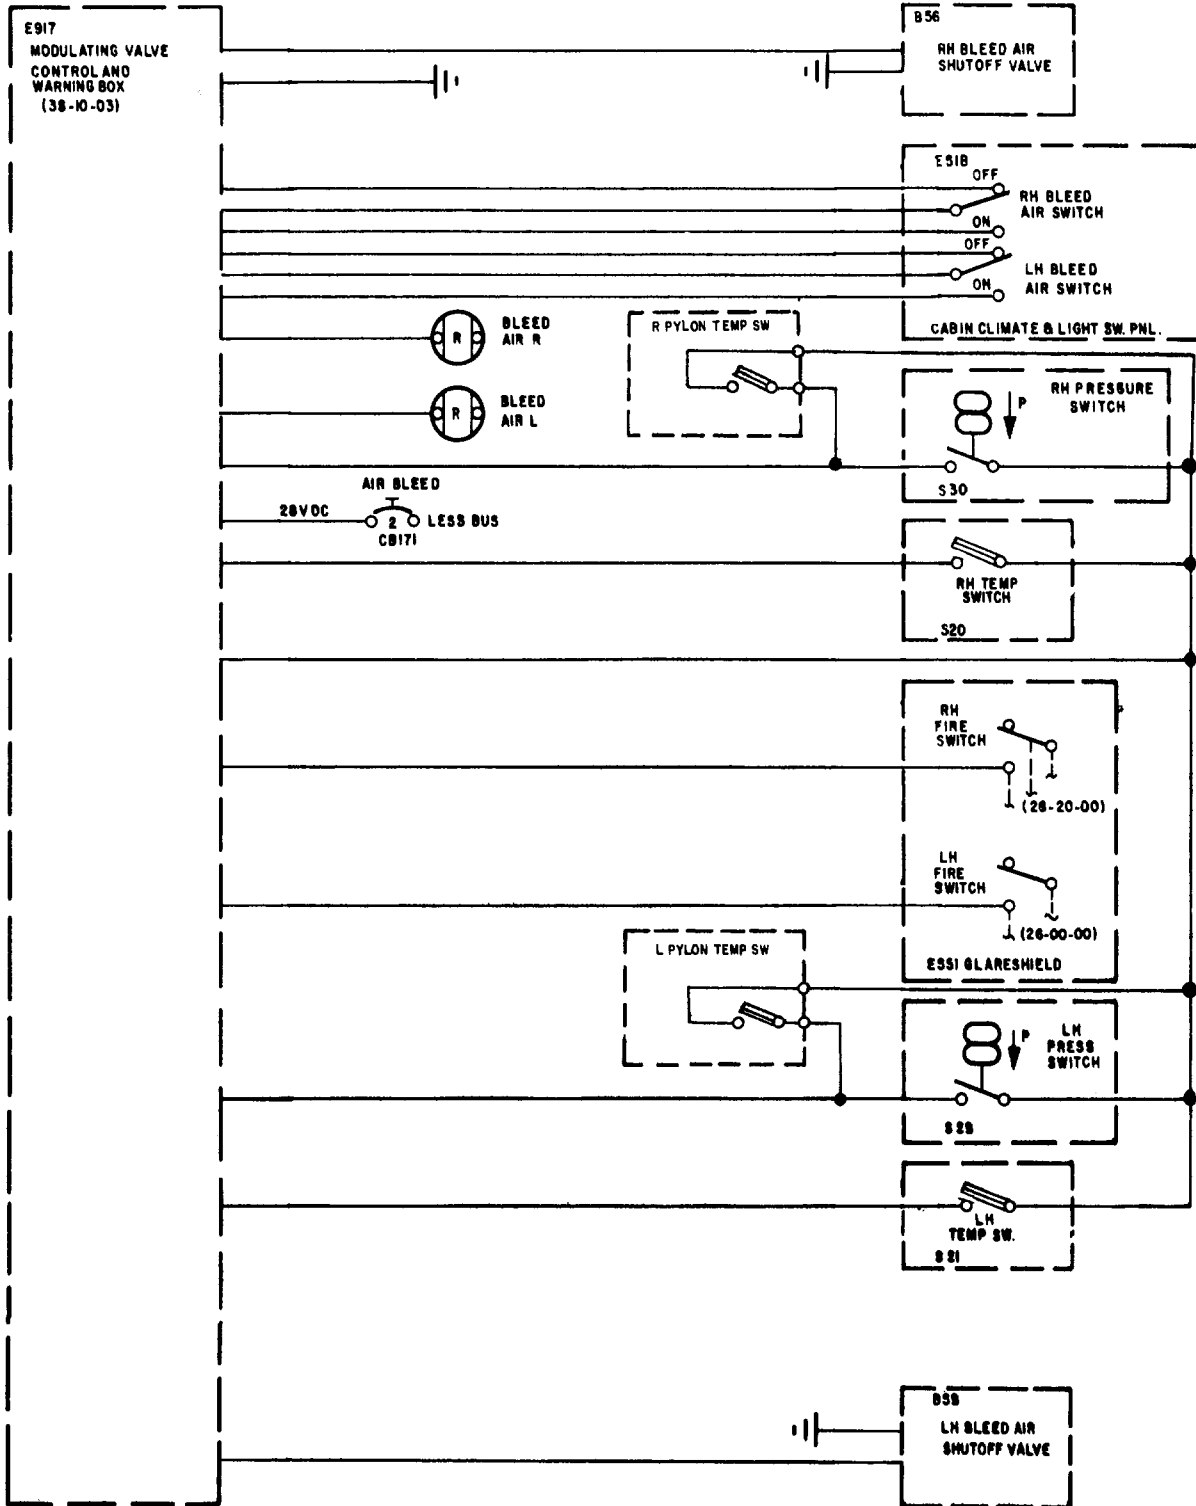 E917
MODULATING VALVE
CONTROL AND
WARNING BOX
(38-10-03)
B56
RH BLEED AIR
SHUTOFF VALVE
E51B
OFF
RH BLEED
AIR SWITCH
ON
OFF
LH BLEED
AIR SWITCH
ON
CABIN CLIMATE & LIGHT SW. PNL.
R
BLEED
AIR R
R PYLON TEMP SW
R
BLEED
AIR L
RH PRESSURE
SWITCH
P
S30
AIR BLEED
28VDC
2
LESS BUS
CB171
RH TEMP
SWITCH
S20
RH
FIRE
SWITCH
(26-20-00)
LH
FIRE
SWITCH
(26-00-00)
E551 GLARESHIELD
L PYLON TEMP SW
LH
PRESS
SWITCH
P
LH
TEMP SW.
S21
LH BLEED AIR
SHUTOFF VALVE